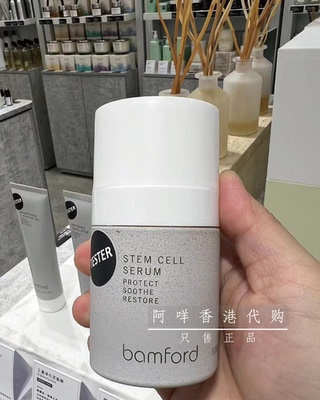 TESTER
STEM CELL
SERUM
PROTECT
SOOTHE
RESTORE
阿咩香港代购
只售正品
bamford